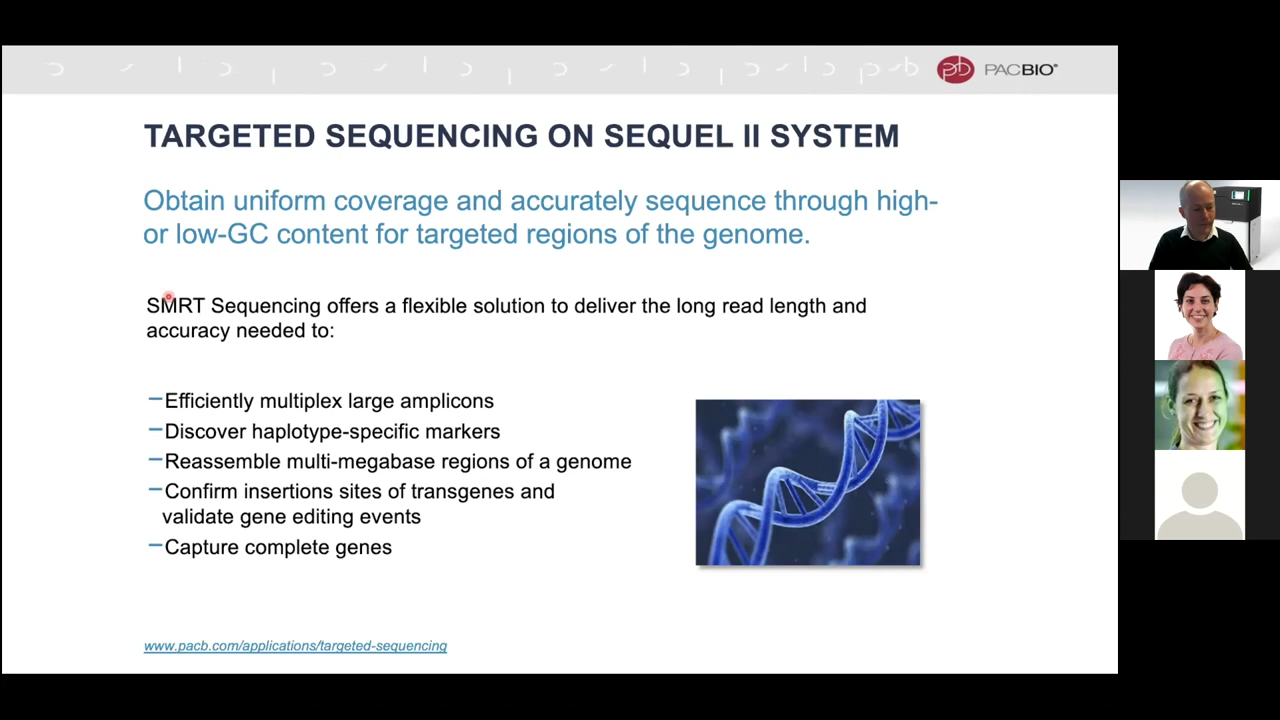 PACBIO®
TARGETED SEQUENCING ON SEQUEL II SYSTEM
Obtain uniform coverage and accurately sequence through high-
or low-GC content for targeted regions of the genome.
SMRT Sequencing offers a flexible solution to deliver the long read length and
accuracy needed to:
–Efficiently multiplex large amplicons
–Discover haplotype-specific markers
–Reassemble multi-megabase regions of a genome
–Confirm insertions sites of transgenes and
validate gene editing events
–Capture complete genes
www.pacb.com/applications/targeted-sequencing